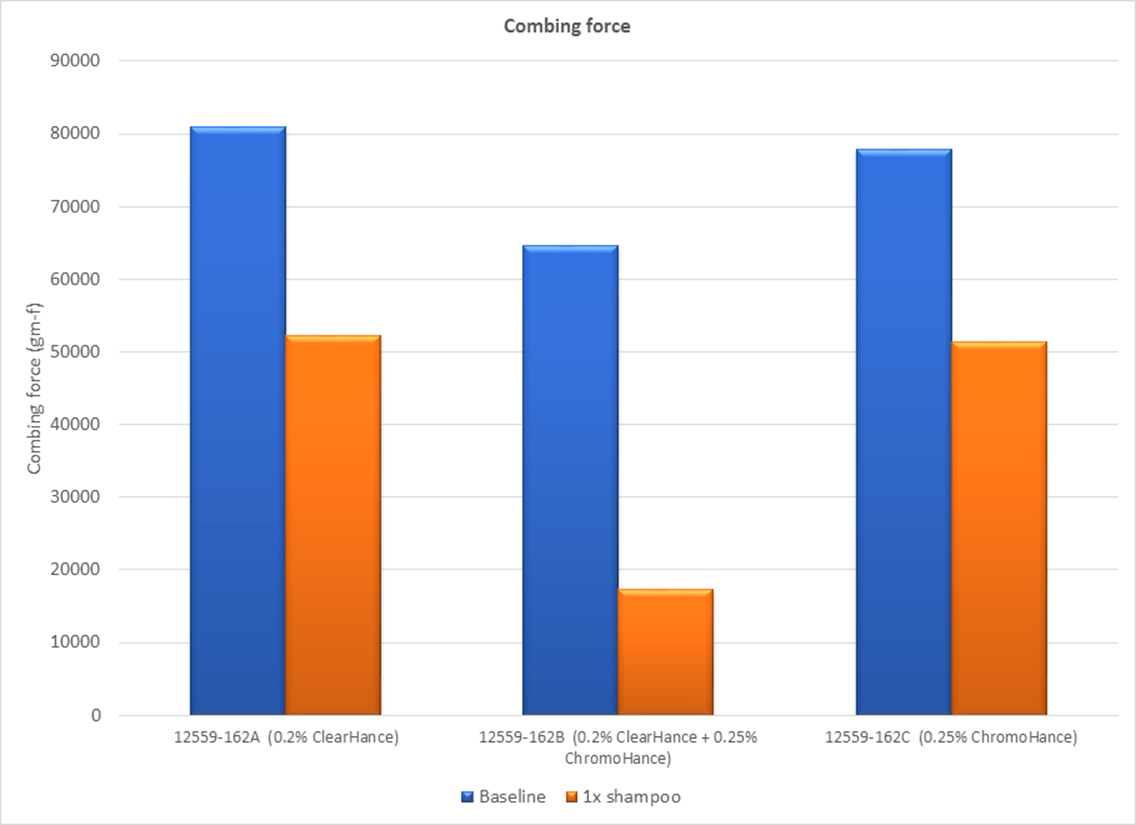 Combing force
90000
80000
70000
60000
50000
40000
30000
20000
10000
0
Combing force (gm-f)
12559-162A (0.2% ClearHance)
12559-162B (0.2% ClearHance + 0.25%
ChromoHance)
12559-162C (0.25% ChromoHance)
Baseline
1x shampoo